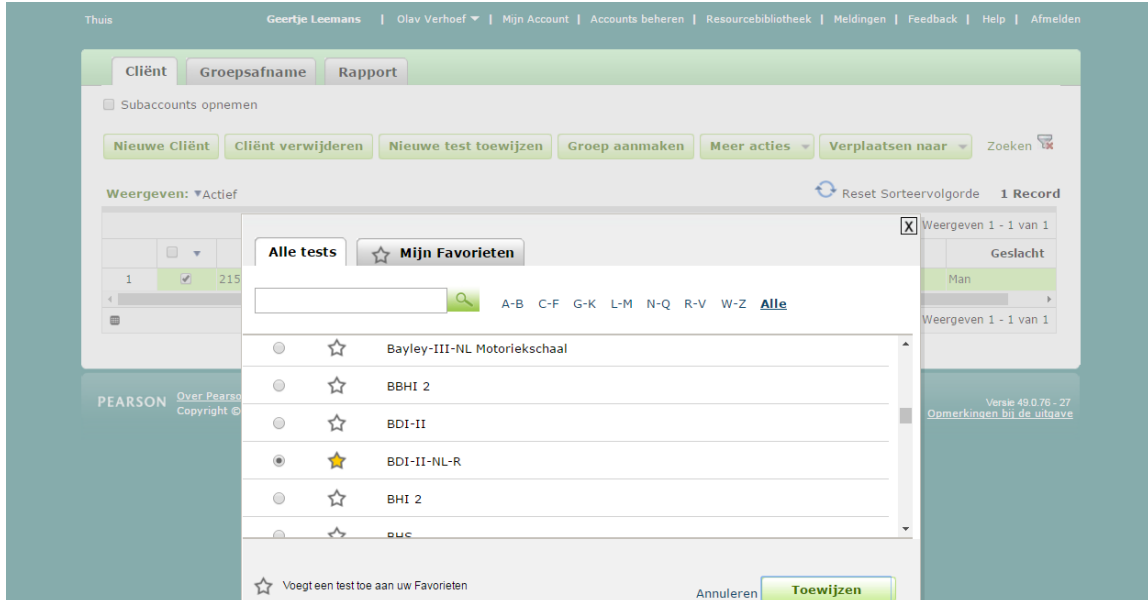 Thuis Geertje Leemans | Olav Verhoef | Mijn Account | Accounts beheren | Resourcebibliotheek | Meldingen | Feedback | Help | Afmelden
Cliënt Groepsafname Rapport
Subaccounts opnemen
Nieuwe Cliënt Cliënt verwijderen Nieuwe test toewijzen Groep aanmaken Meer acties Verplaatsen naar Zoeken
Weergeven: Actief Reset Sorteervolgorde 1 Record
X Weergeven 1 - 1 van 1
Alle tests Mijn Favorieten Geslacht
1 215 Man
A-B C-F G-K L-M N-Q R-V W-Z Alle
Weergeven 1 - 1 van 1
Bayley-III-NL Motoriekschaal
BBHI 2
PEARSON Over Pearso
Copyright ©
Versie 49.0.76 - 27
Opmerkingen bij de uitgave
BDI-II
BDI-II-NL-R
BHI 2
BHS
Voegt een test toe aan uw Favorieten
Annuleren Toewijzen